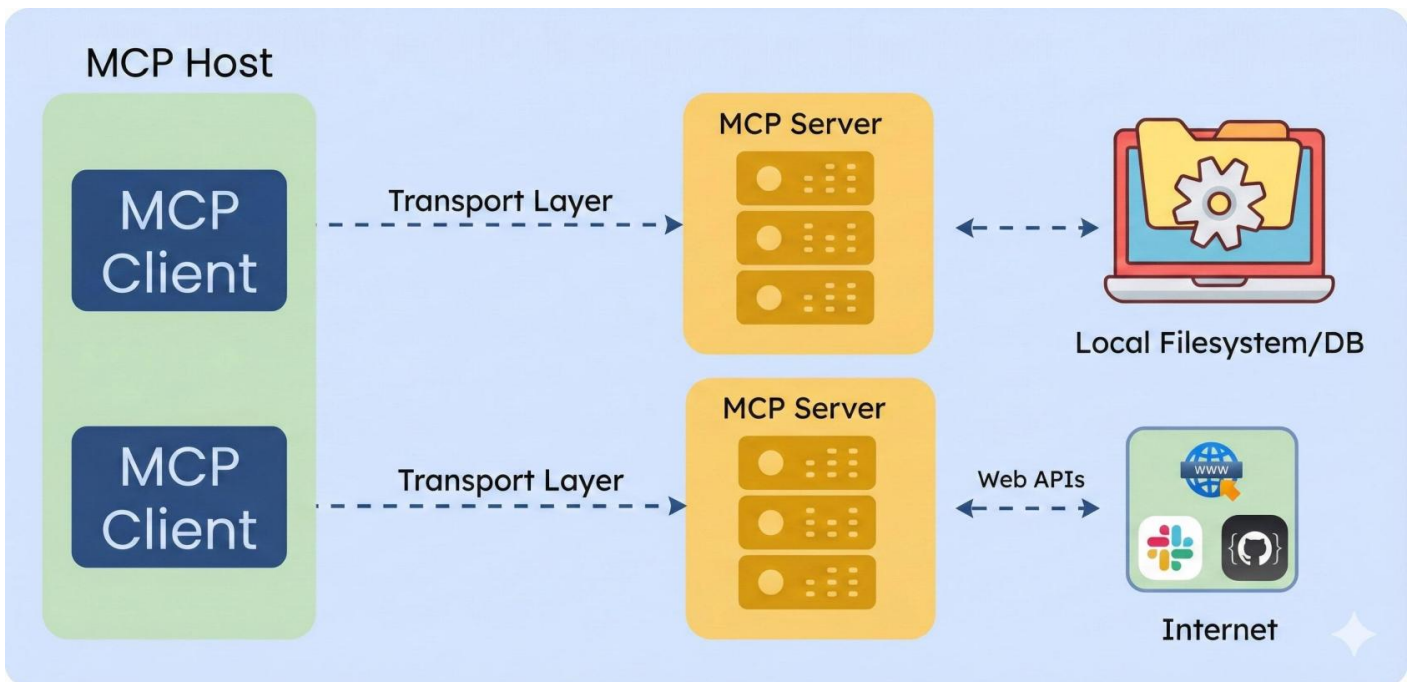 MCP Host
MCP
Client
Transport Layer
MCP Server
Local Filesystem/DB
MCP
Client
Transport Layer
MCP Server
Web APIs
WWW
Internet